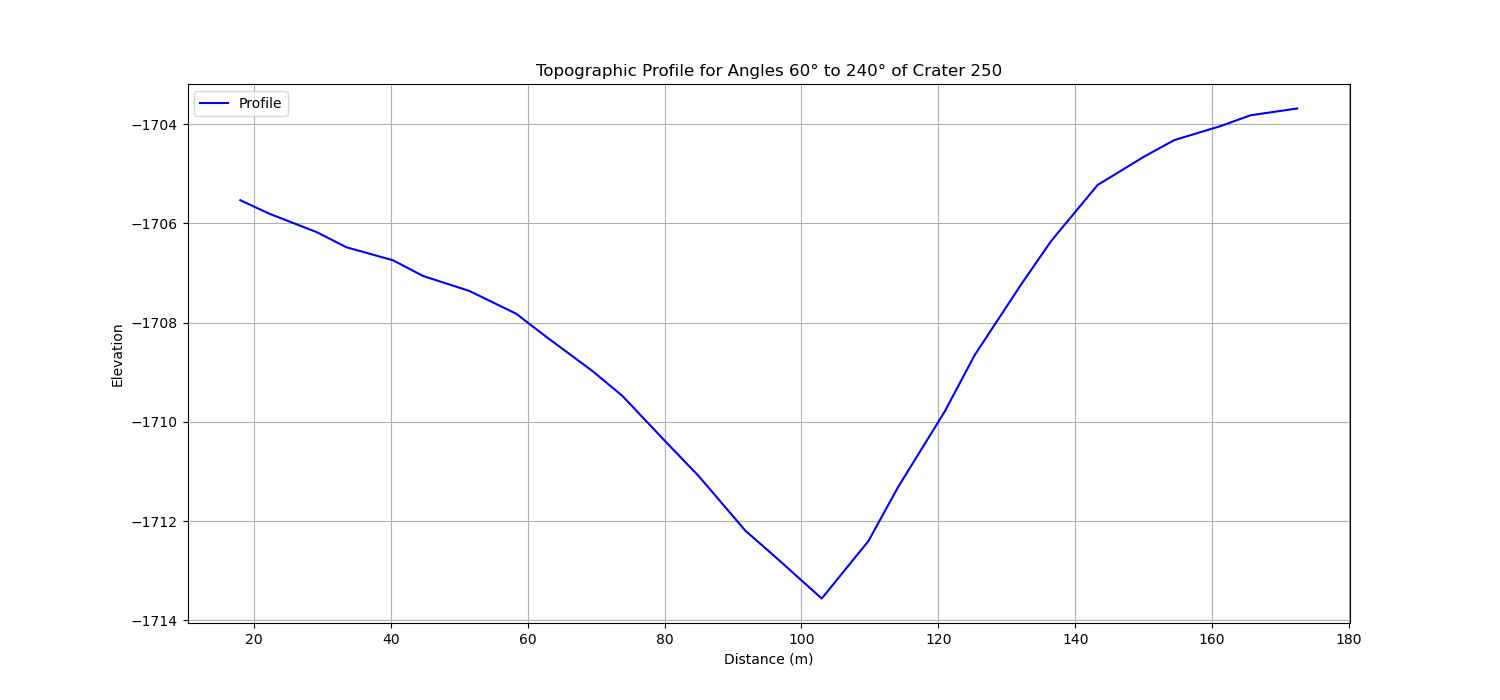 Topographic Profile for Angles 60° to 240° of Crater 250
Profile
−1704
−1706
−1708
−1710
−1712
−1714
Elevation
20 40 60 80 100 120 140 160 180
Distance (m)